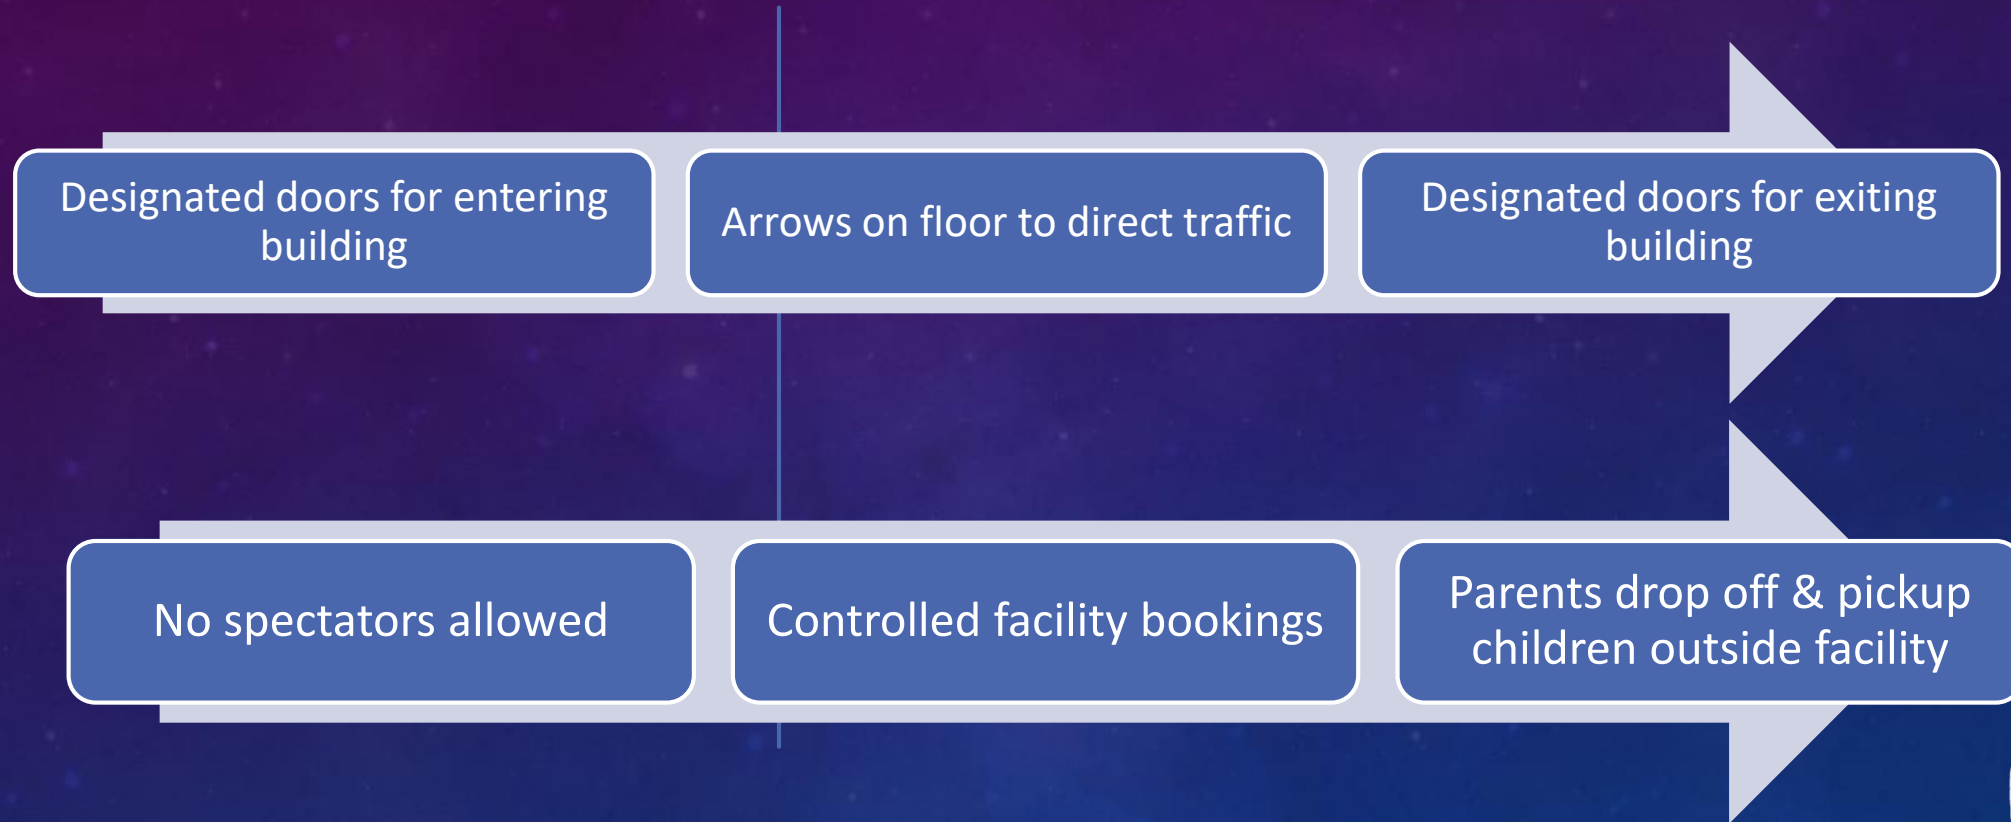 Designated doors for entering
building
Arrows on floor to direct traffic
Designated doors for exiting
building
No spectators allowed
Controlled facility bookings
Parents drop off & pickup
children outside facility